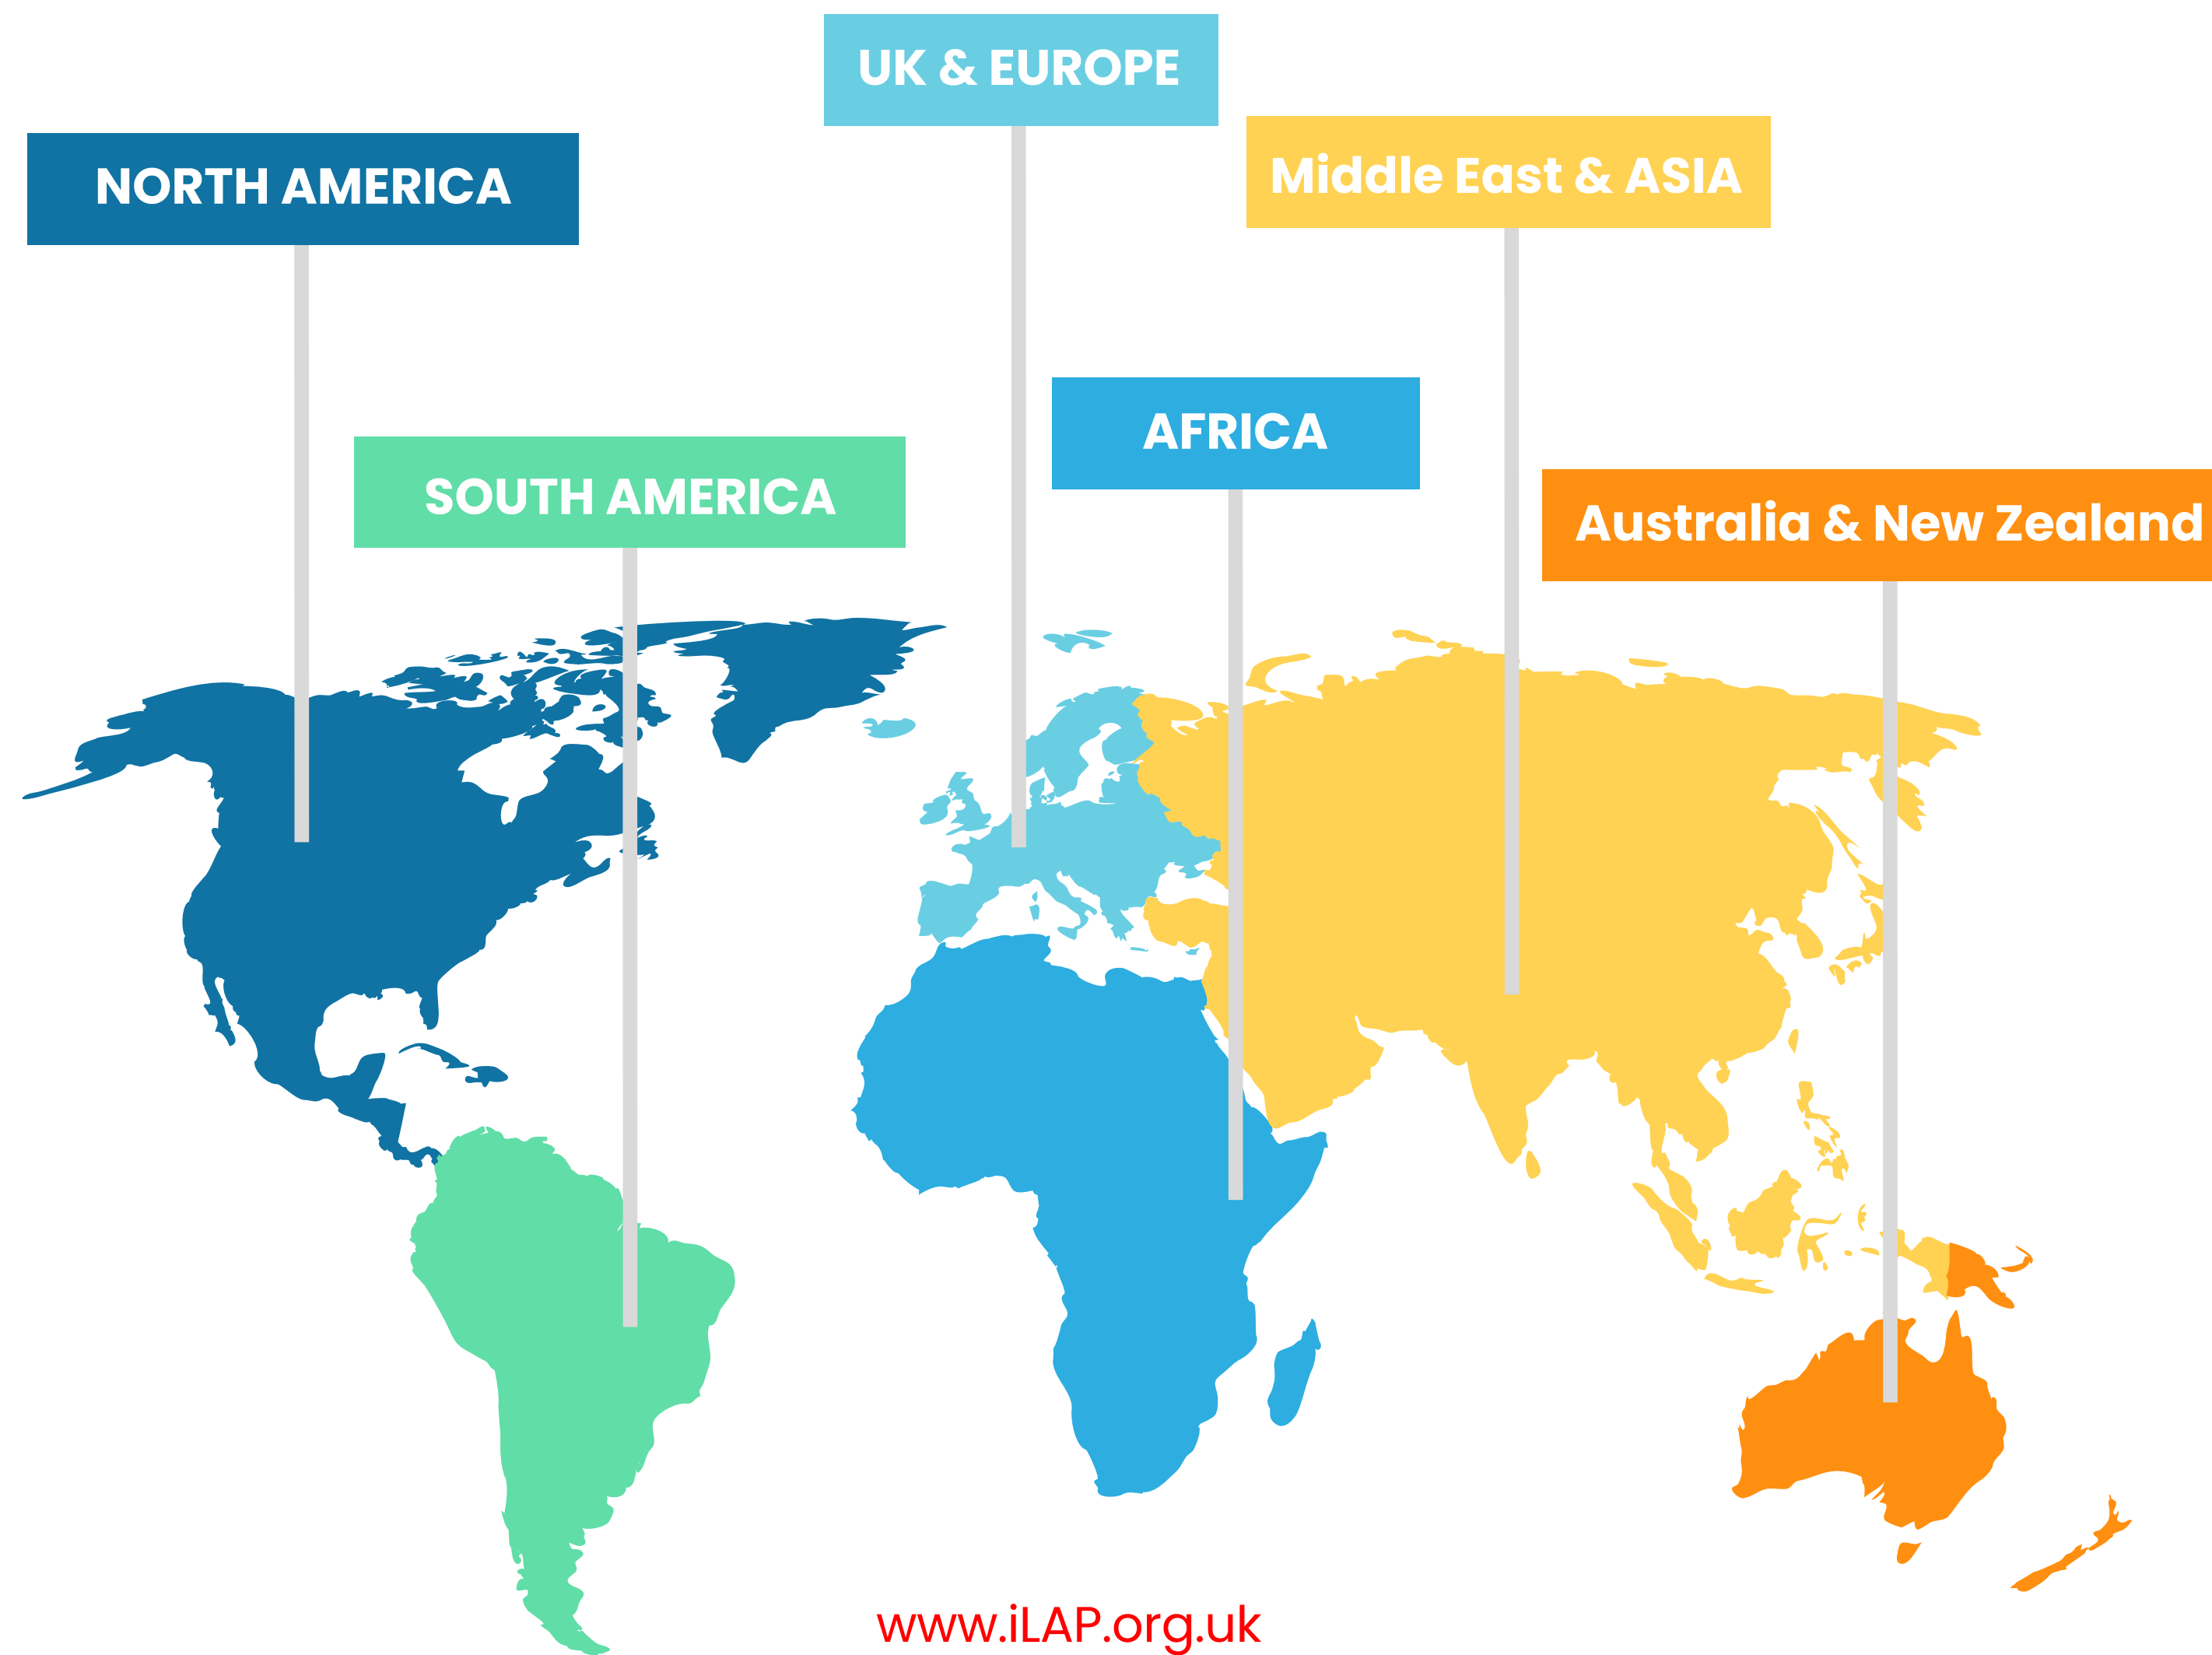 UK & EUROPE
NORTH AMERICA
Middle East & ASIA
AFRICA
SOUTH AMERICA
Australia & New Zealand
www.iLAP.org.uk